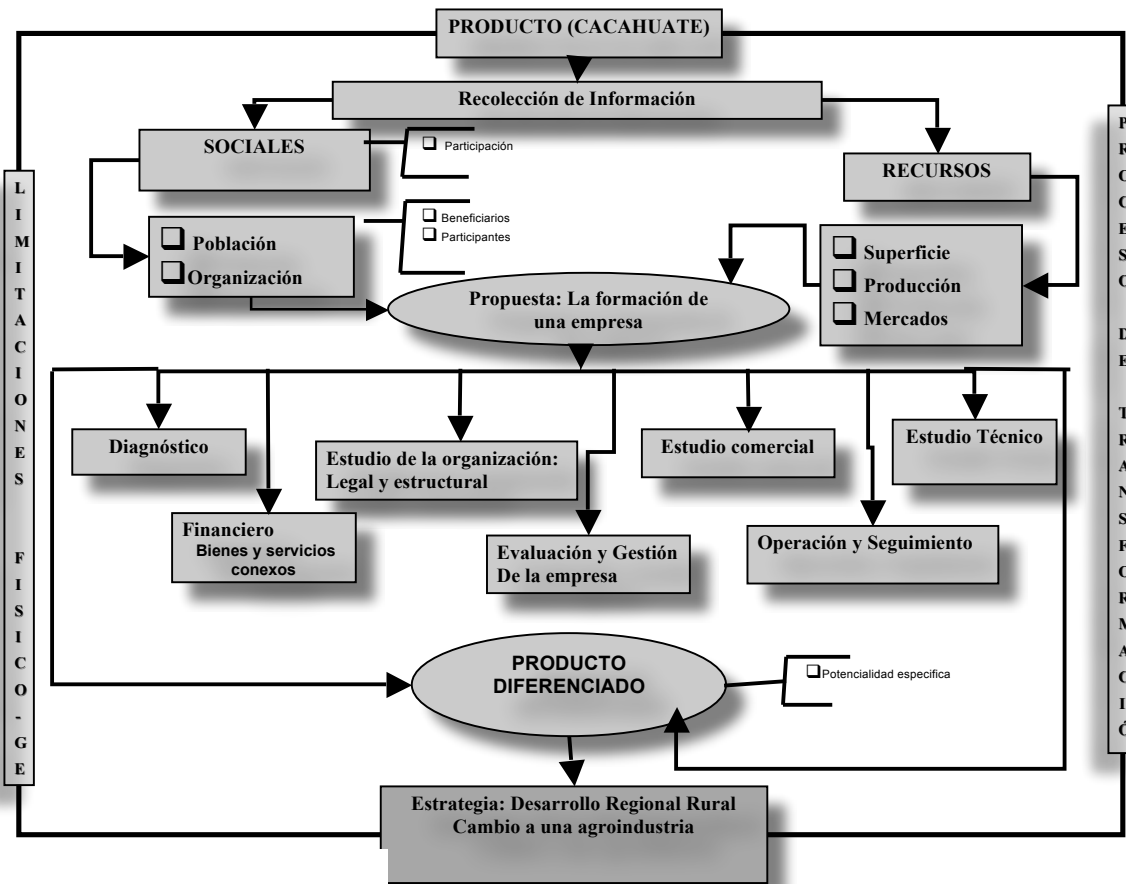 PRODUCTO (CACAHUATE)
Recolección de Información
SOCIALES
Participación
RECURSOS
Población
Organización
Beneficiarios
Participantes
Superficie
Producción
Mercados
Propuesta: La formación de
una empresa
Diagnóstico
Estudio de la organización:
Legal y estructural
Estudio comercial
Estudio Técnico
Financiero
Bienes y servicios
conexos
Evaluación y Gestión
De la empresa
Operación y Seguimiento
PRODUCTO
DIFERENCIADO
Potencialidad especifica
Estrategia: Desarrollo Regional Rural
Cambio a una agroindustria
LIMITACIONES FISICO-GE
PROCESO DE TRANSFORMACIÓ